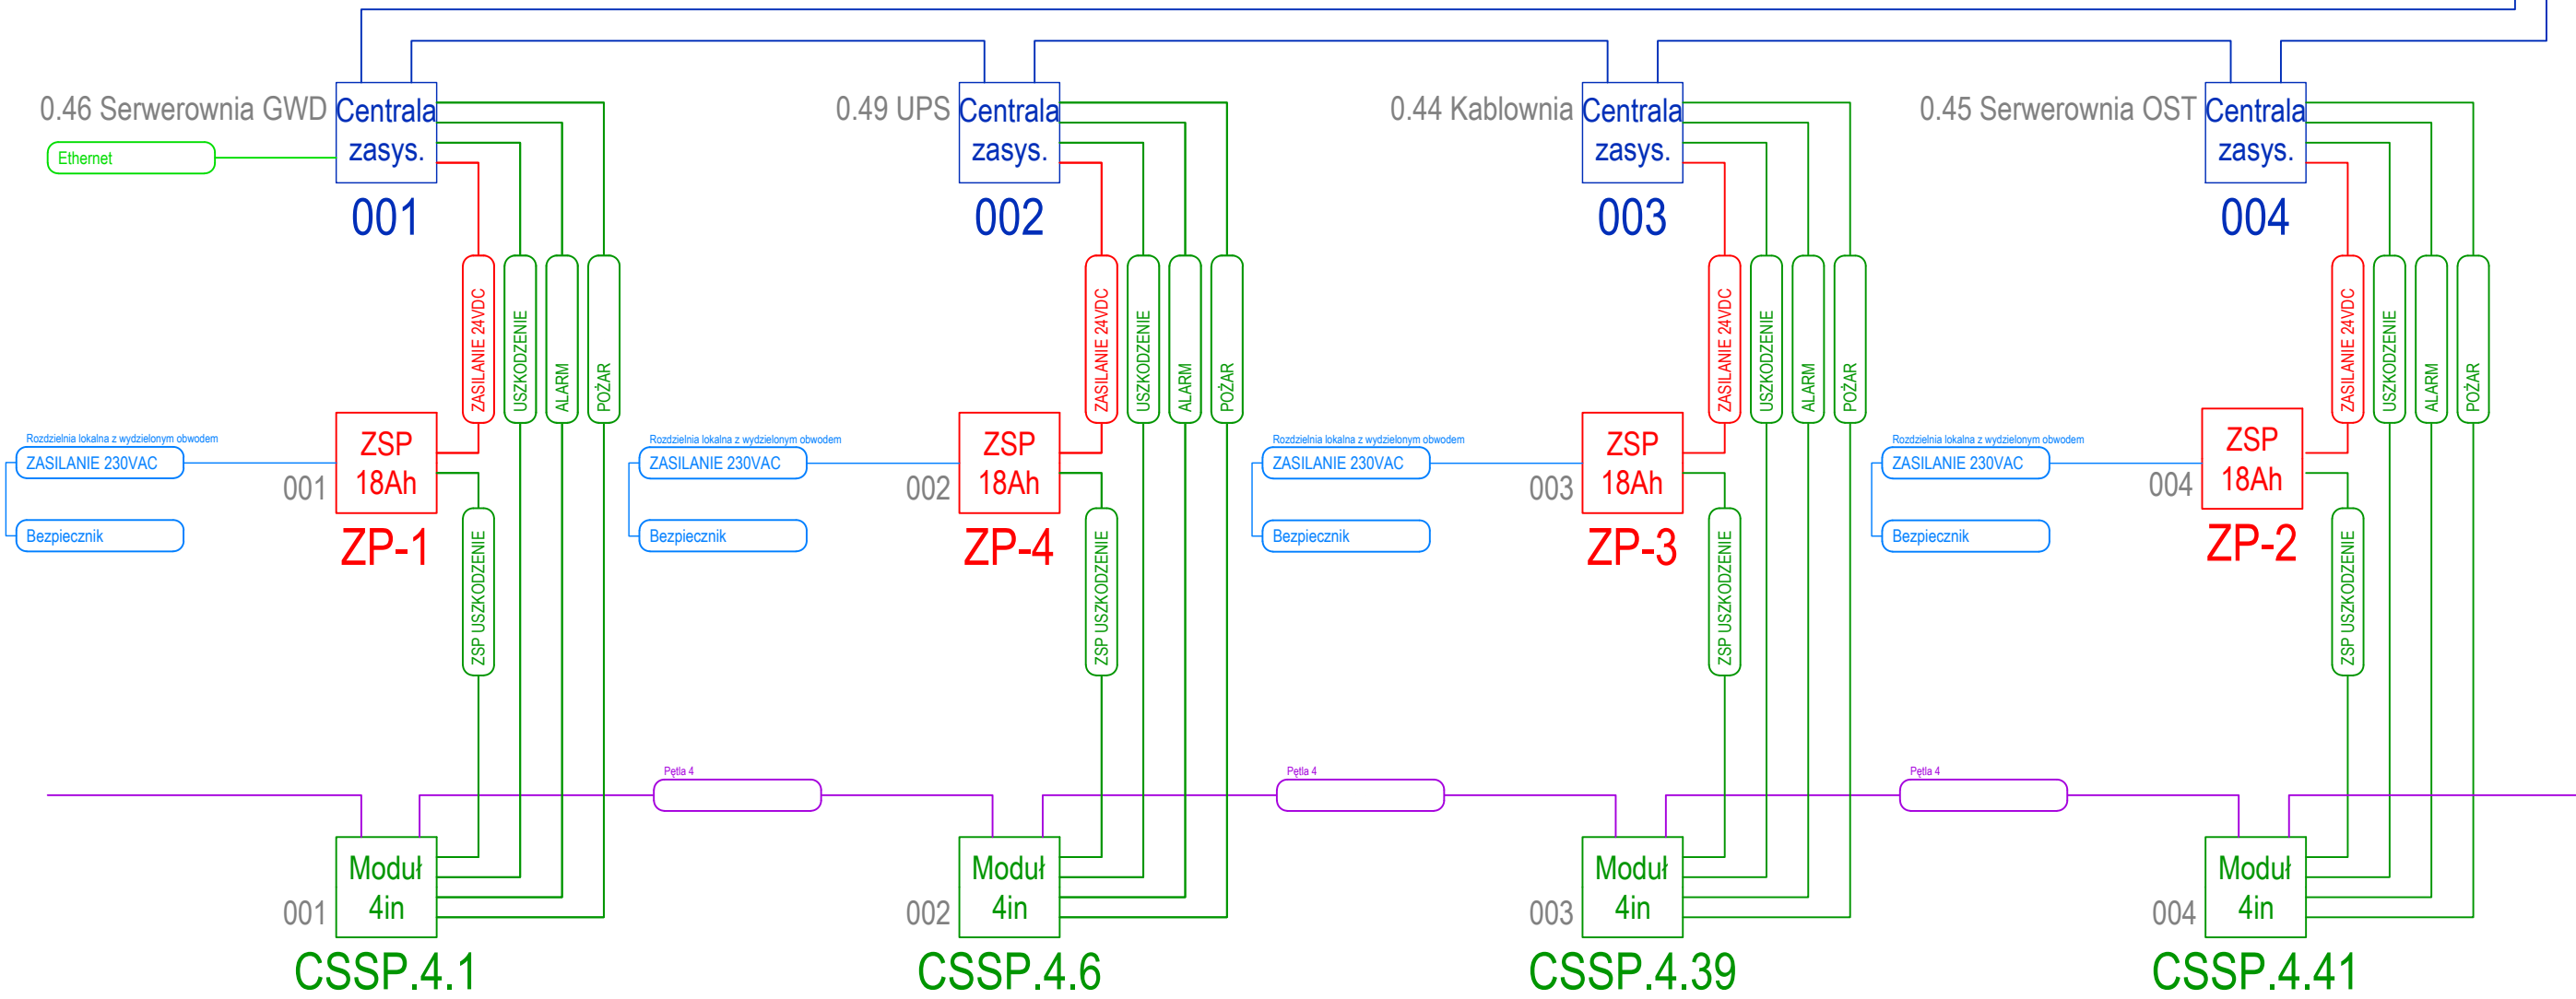 0.46 Serwerownia GWD
Centrala
zasys.
001
Ethernet
0.49 UPS
Centrala
zasys.
002
0.44 Kablownia
Centrala
zasys.
003
0.45 Serwerownia OST
Centrala
zasys.
004
ZASILANIE 24VDC
USZKODZENIE
ALARM
POŻAR
ZASILANIE 24VDC
USZKODZENIE
ALARM
POŻAR
ZASILANIE 24VDC
USZKODZENIE
ALARM
POŻAR
ZASILANIE 24VDC
USZKODZENIE
ALARM
POŻAR
Rozdzielnia lokalna z wydzielonym obwodem
ZASILANIE 230VAC
Bezpiecznik
001
ZSP
18Ah
ZP-1
Rozdzielnia lokalna z wydzielonym obwodem
ZASILANIE 230VAC
Bezpiecznik
002
ZSP
18Ah
ZP-4
Rozdzielnia lokalna z wydzielonym obwodem
ZASILANIE 230VAC
Bezpiecznik
003
ZSP
18Ah
ZP-3
Rozdzielnia lokalna z wydzielonym obwodem
ZASILANIE 230VAC
Bezpiecznik
004
ZSP
18Ah
ZP-2
ZSP USZKODZENIE
ZSP USZKODZENIE
ZSP USZKODZENIE
ZSP USZKODZENIE
Pętla 4
Pętla 4
Pętla 4
001
Moduł
4in
CSSP.4.1
002
Moduł
4in
CSSP.4.6
003
Moduł
4in
CSSP.4.39
004
Moduł
4in
CSSP.4.41